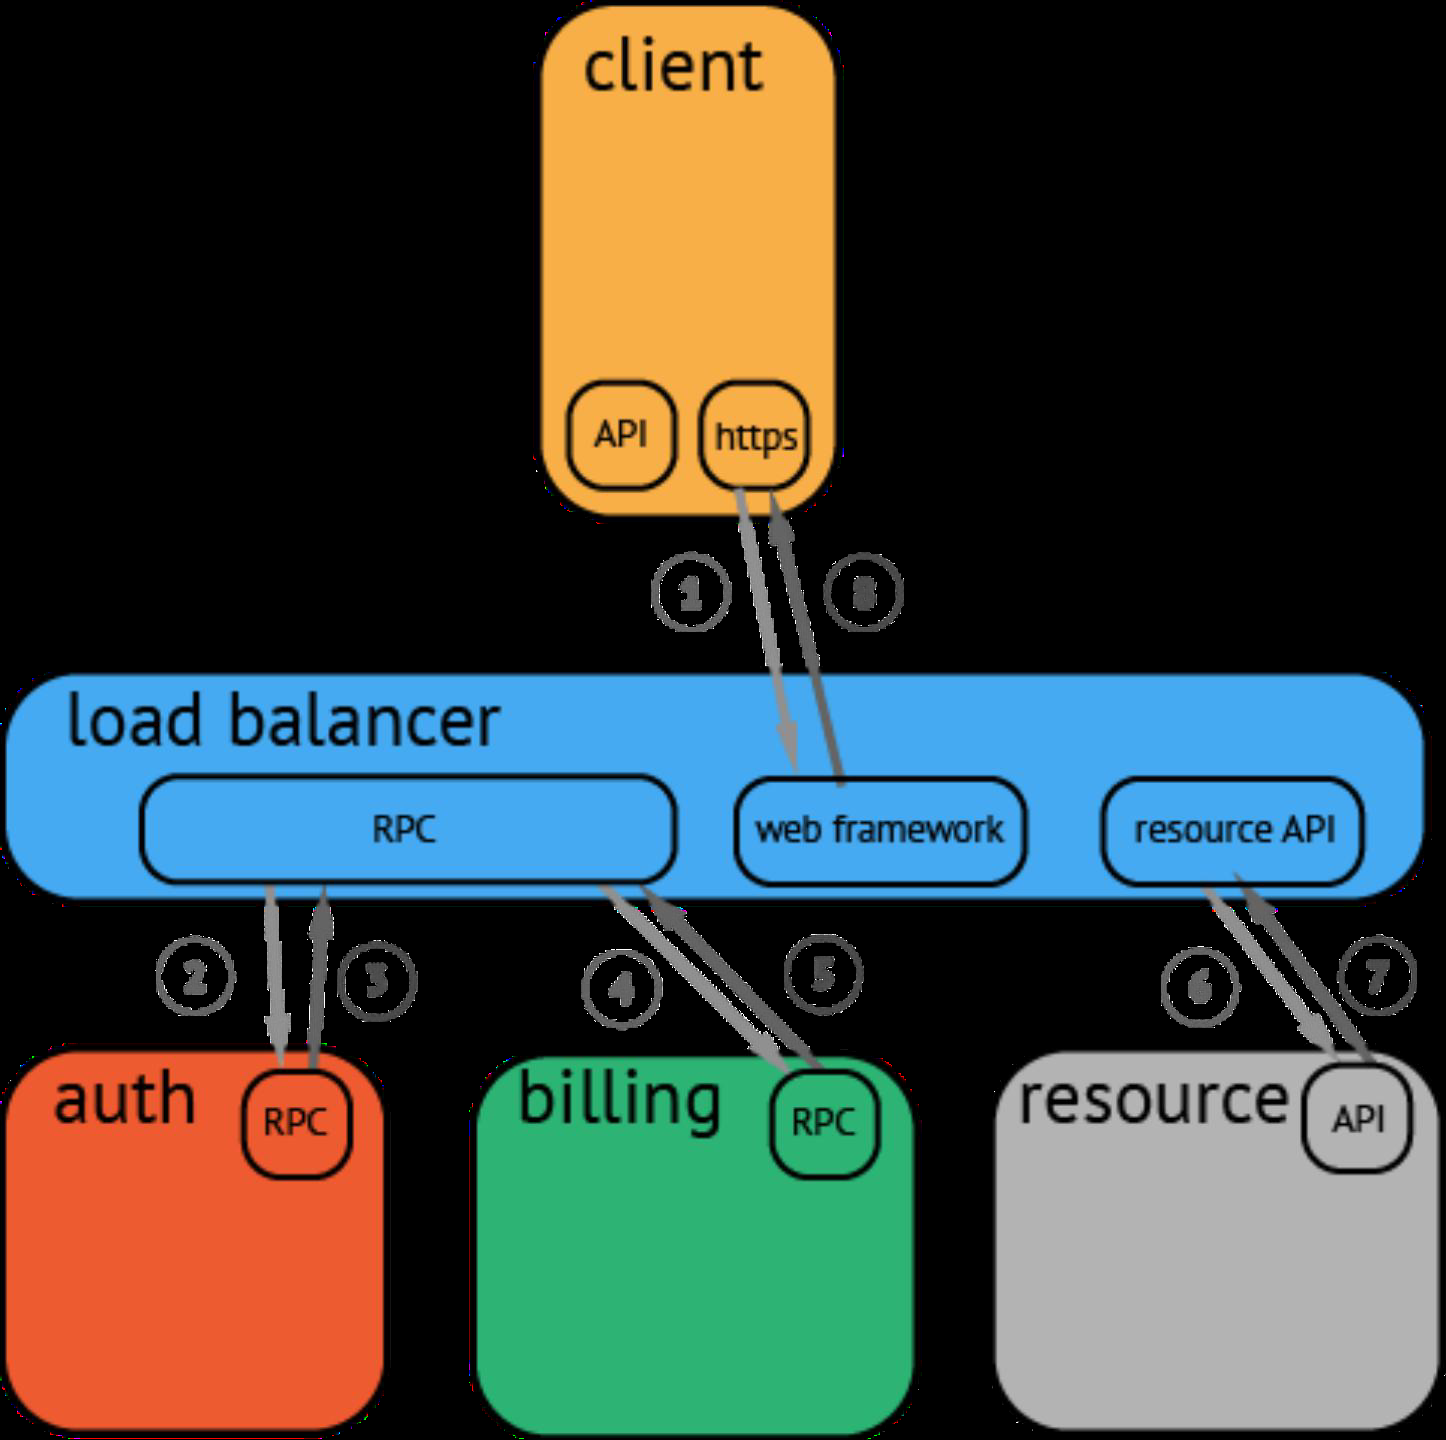 client
API
https
1
8
load balancer
RPC
web framework
resource API
2
3
4
5
6
7
auth
RPC
billing
RPC
resource
API